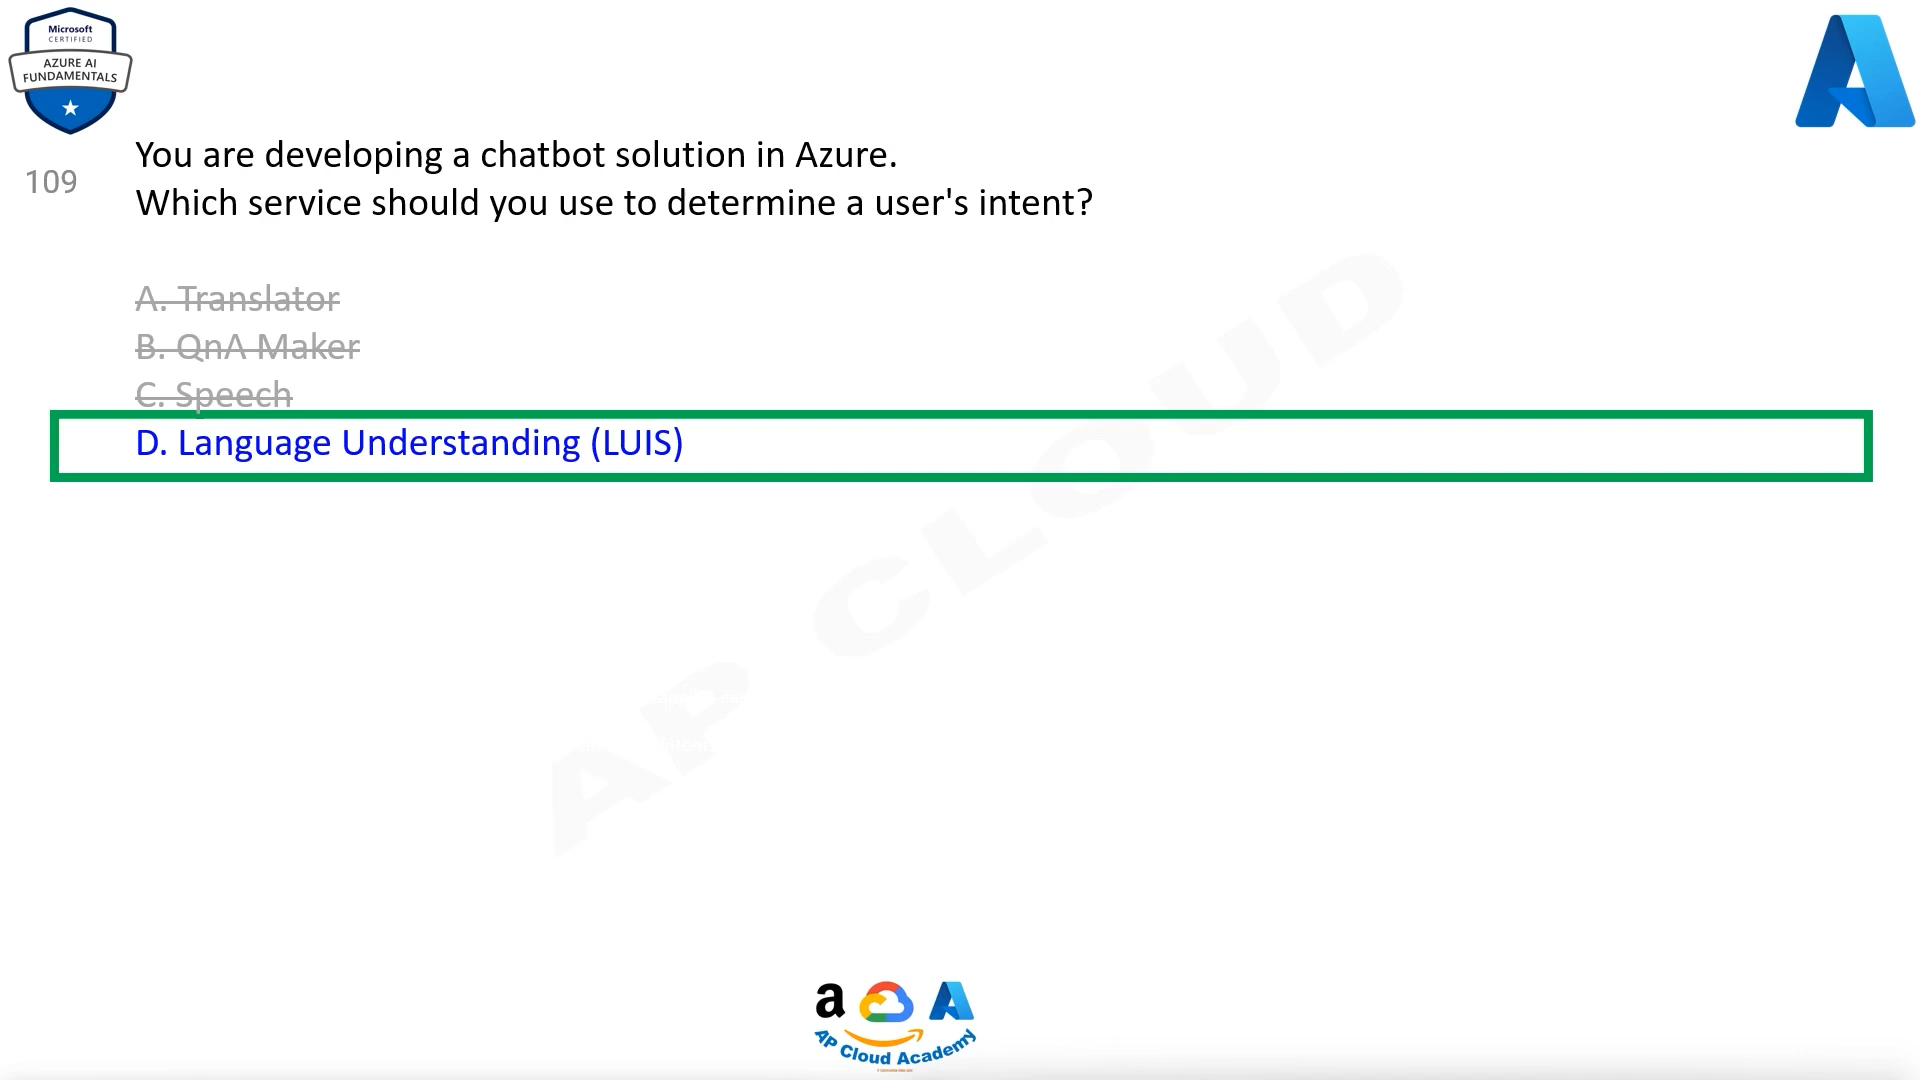 Microsoft
CERTIFIED
AZURE AI
FUNDAMENTALS
109
You are developing a chatbot solution in Azure.
Which service should you use to determine a user's intent?
A. Translator
B. QnA Maker
C. Speech
D. Language Understanding (LUIS)
AP CLOUD
a
AP Cloud Academy